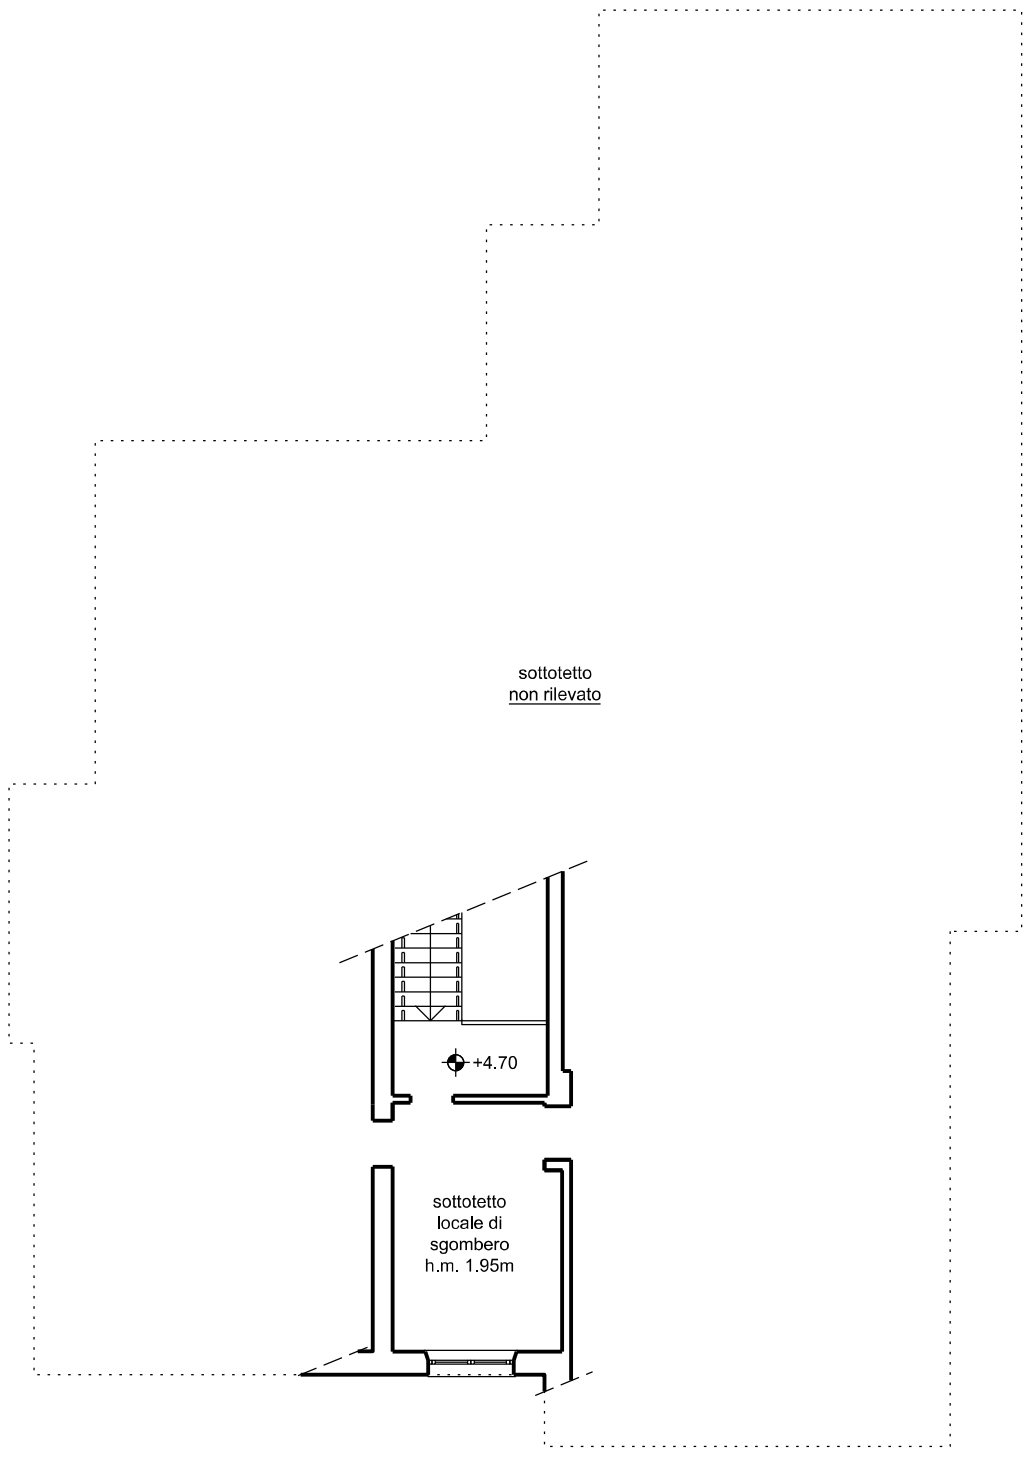 sottotetto
non rilevato
+4.70
sottotetto
locale di
sgombero
h.m. 1.95m